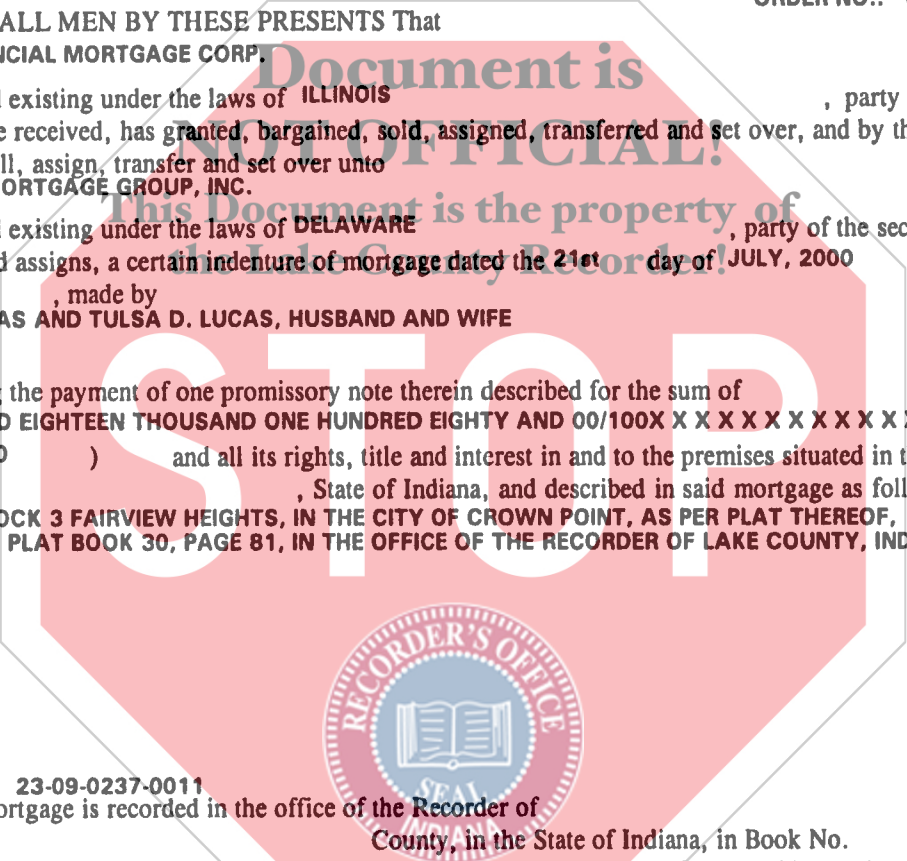 ALL MEN BY THESE PRESENTS That
NCIAL MORTGAGE CORP.
Document is
existing under the laws of ILLINOIS , party
NOT OFFICIAL!
e received, has granted, bargained, sold, assigned, transferred and set over, and by th
ll, assign, transfer and set over unto
ORTGAGE GROUP, INC.
This Document is the property of
existing under the laws of DELAWARE , party of the sec
the Lake County Recorder!
d assigns, a certain indenture of mortgage dated the 21st day of JULY, 2000
, made by
AS AND TULSA D. LUCAS, HUSBAND AND WIFE
STOP
the payment of one promissory note therein described for the sum of
D EIGHTEEN THOUSAND ONE HUNDRED EIGHTY AND 00/100X X X X X X X X X X X
0 ) and all its rights, title and interest in and to the premises situated in t
, State of Indiana, and described in said mortgage as foll
OCK 3 FAIRVIEW HEIGHTS, IN THE CITY OF CROWN POINT, AS PER PLAT THEREOF,
PLAT BOOK 30, PAGE 81, IN THE OFFICE OF THE RECORDER OF LAKE COUNTY, IND
RECORDER'S OFFICE
SEAL
INDIANA
23-09-0237-0011
ortgage is recorded in the office of the Recorder of
County, in the State of Indiana, in Book No.